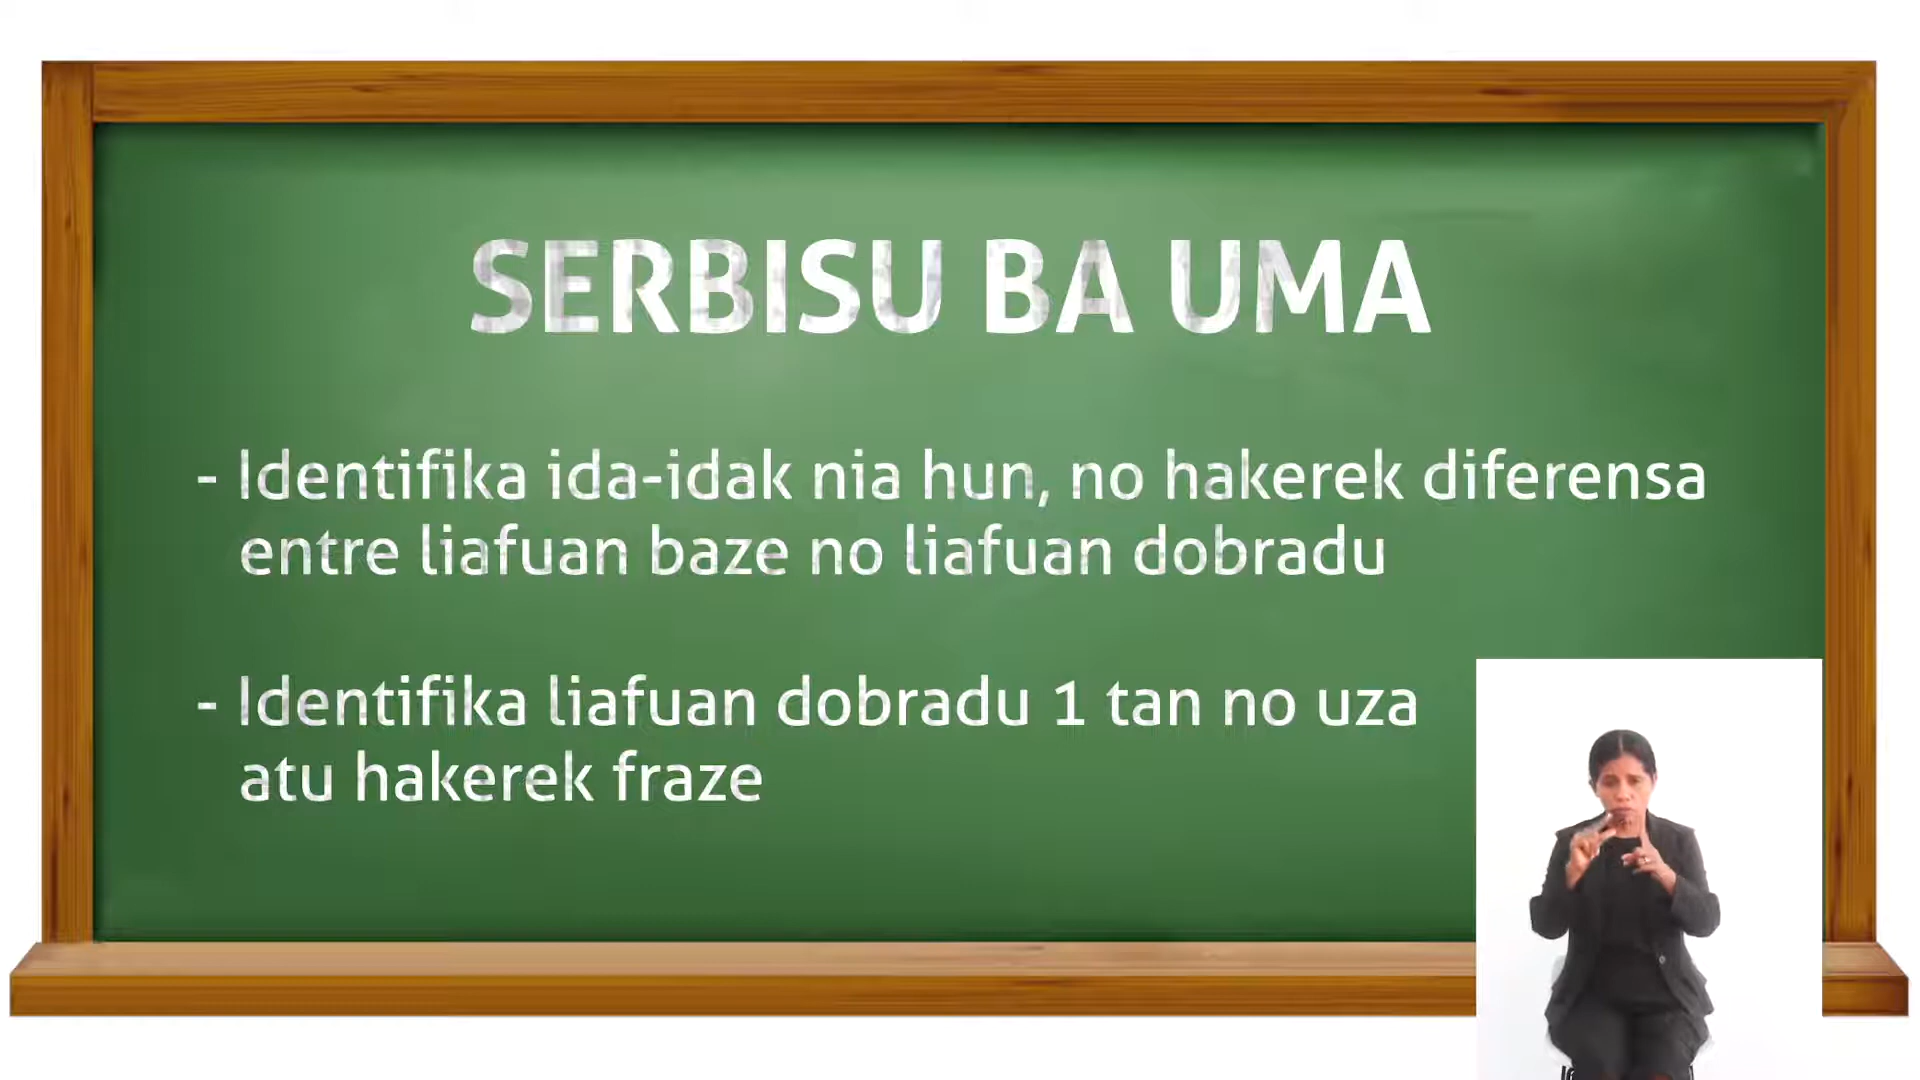 SERBISU BA UMA
- Identifika ida-idak nia hun, no hakerek diferensa
entre liafuan baze no liafuan dobradu
- Identifika liafuan dobradu 1 tan no uza
atu hakerek fraze